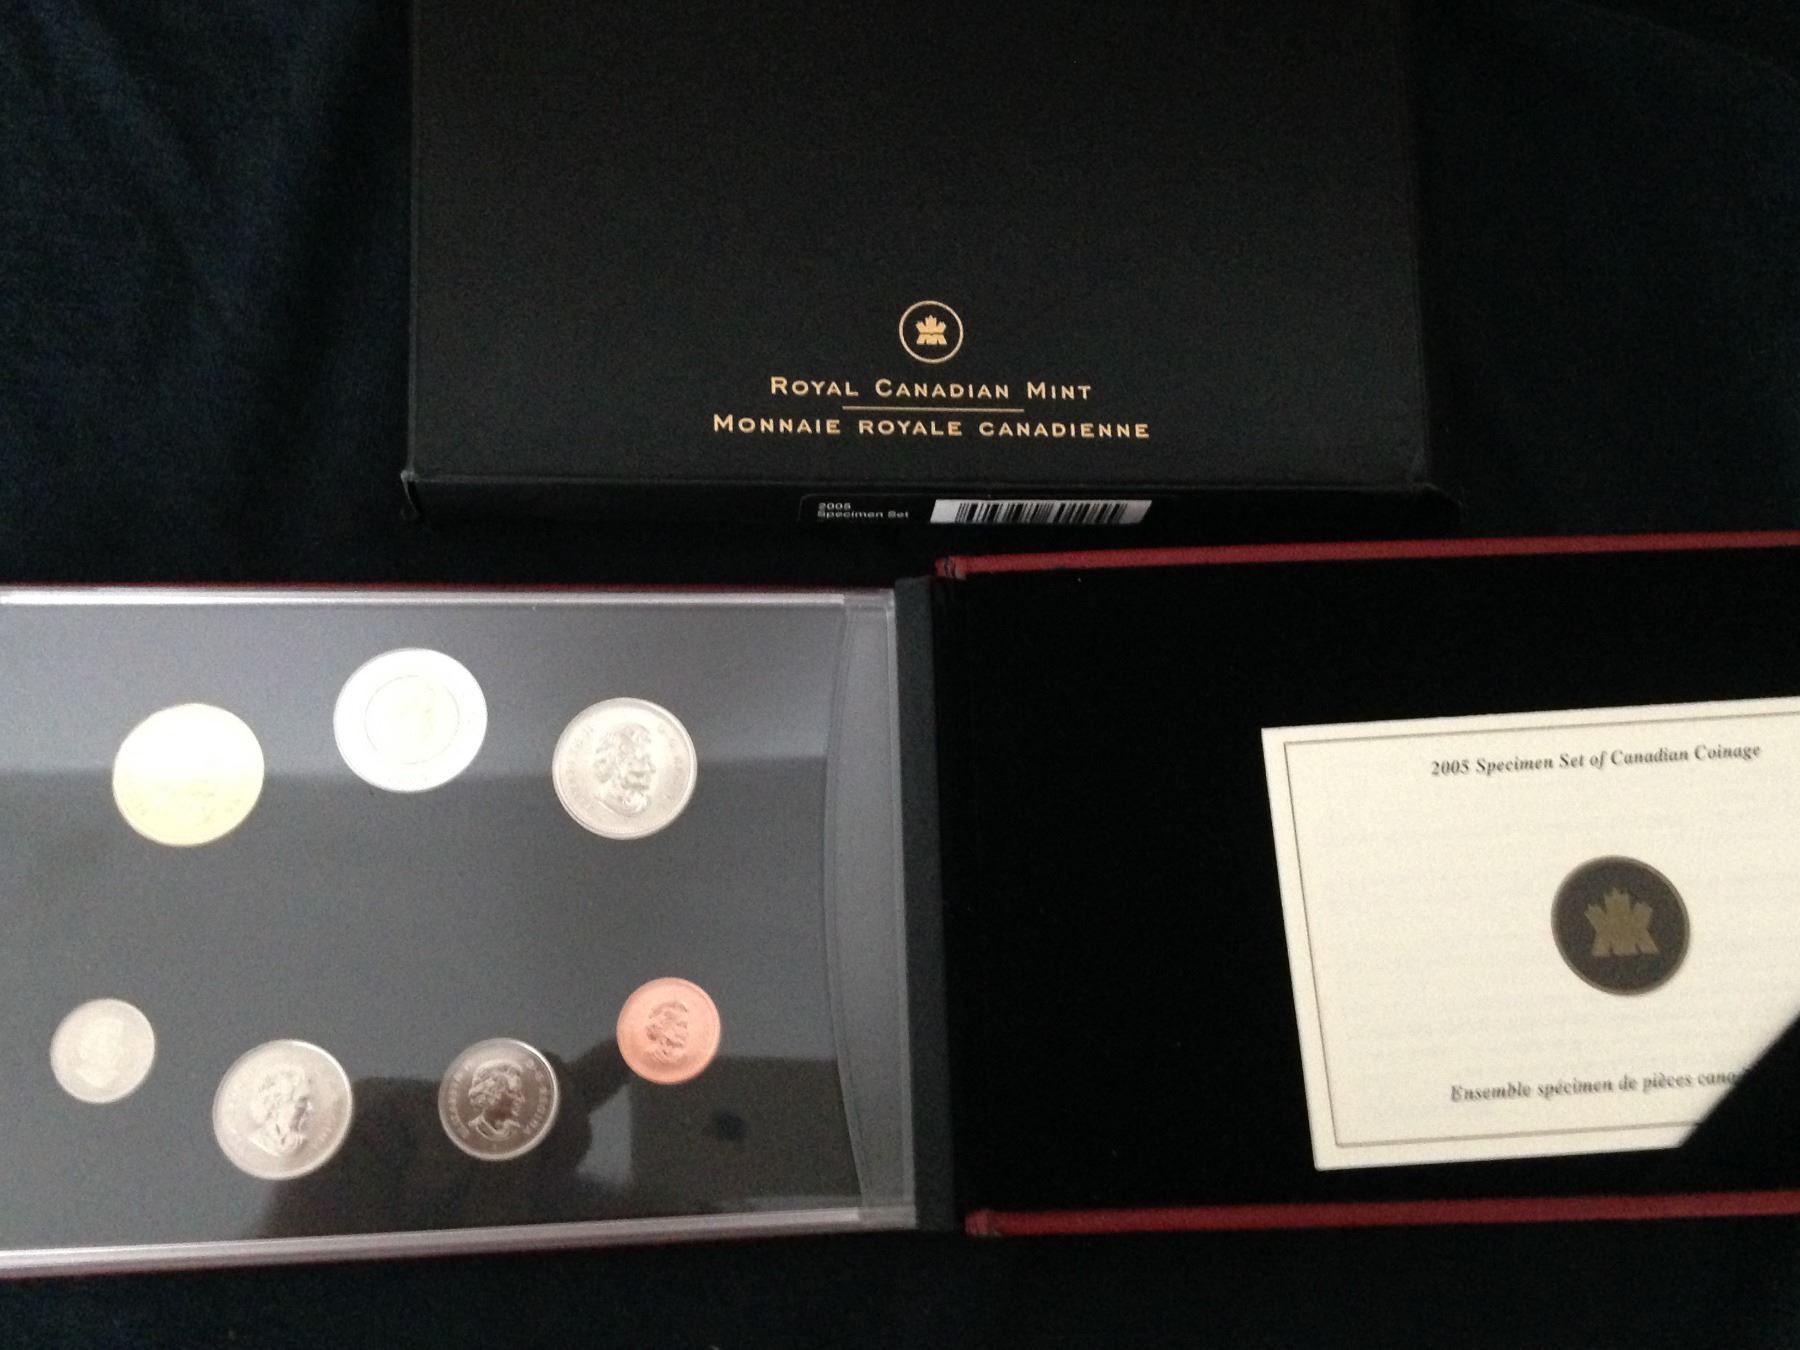 ROYAL CANADIAN MINT
MONNAIE ROYALE CANADIENNE
2005
Specimen Set
2005 Specimen Set of Canadian Coinage
Ensemble spécimen de pièces